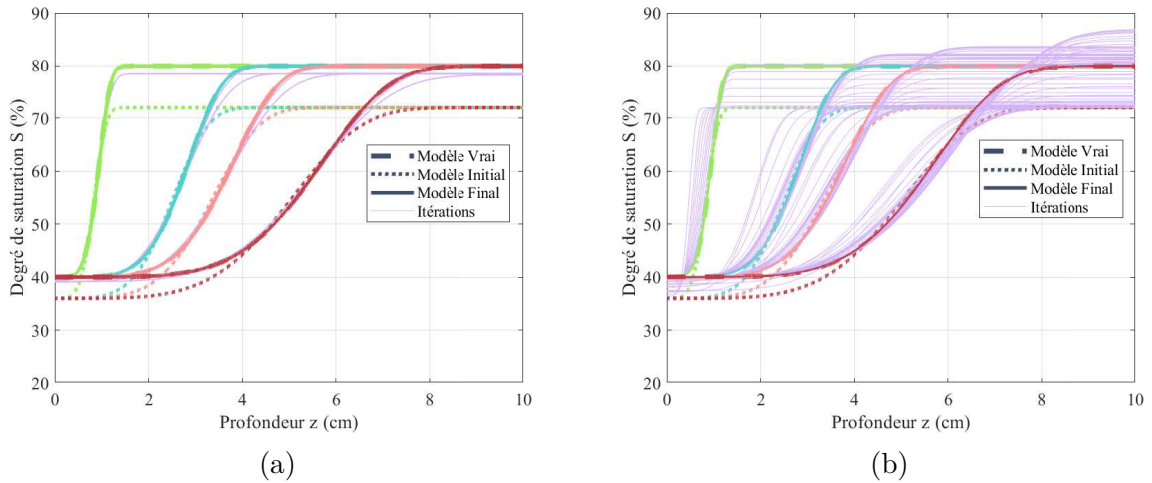 90
80
70
60
50
40
30
20
Degré de saturation S (%)
0 2 4 6 8 10
Profondeur z (cm)
Modèle Vrai
Modèle Initial
Modèle Final
Itérations
(a)
90
80
70
60
50
40
30
20
Degré de saturation S (%)
0 2 4 6 8 10
Profondeur z (cm)
Modèle Vrai
Modèle Initial
Modèle Final
Itérations
(b)